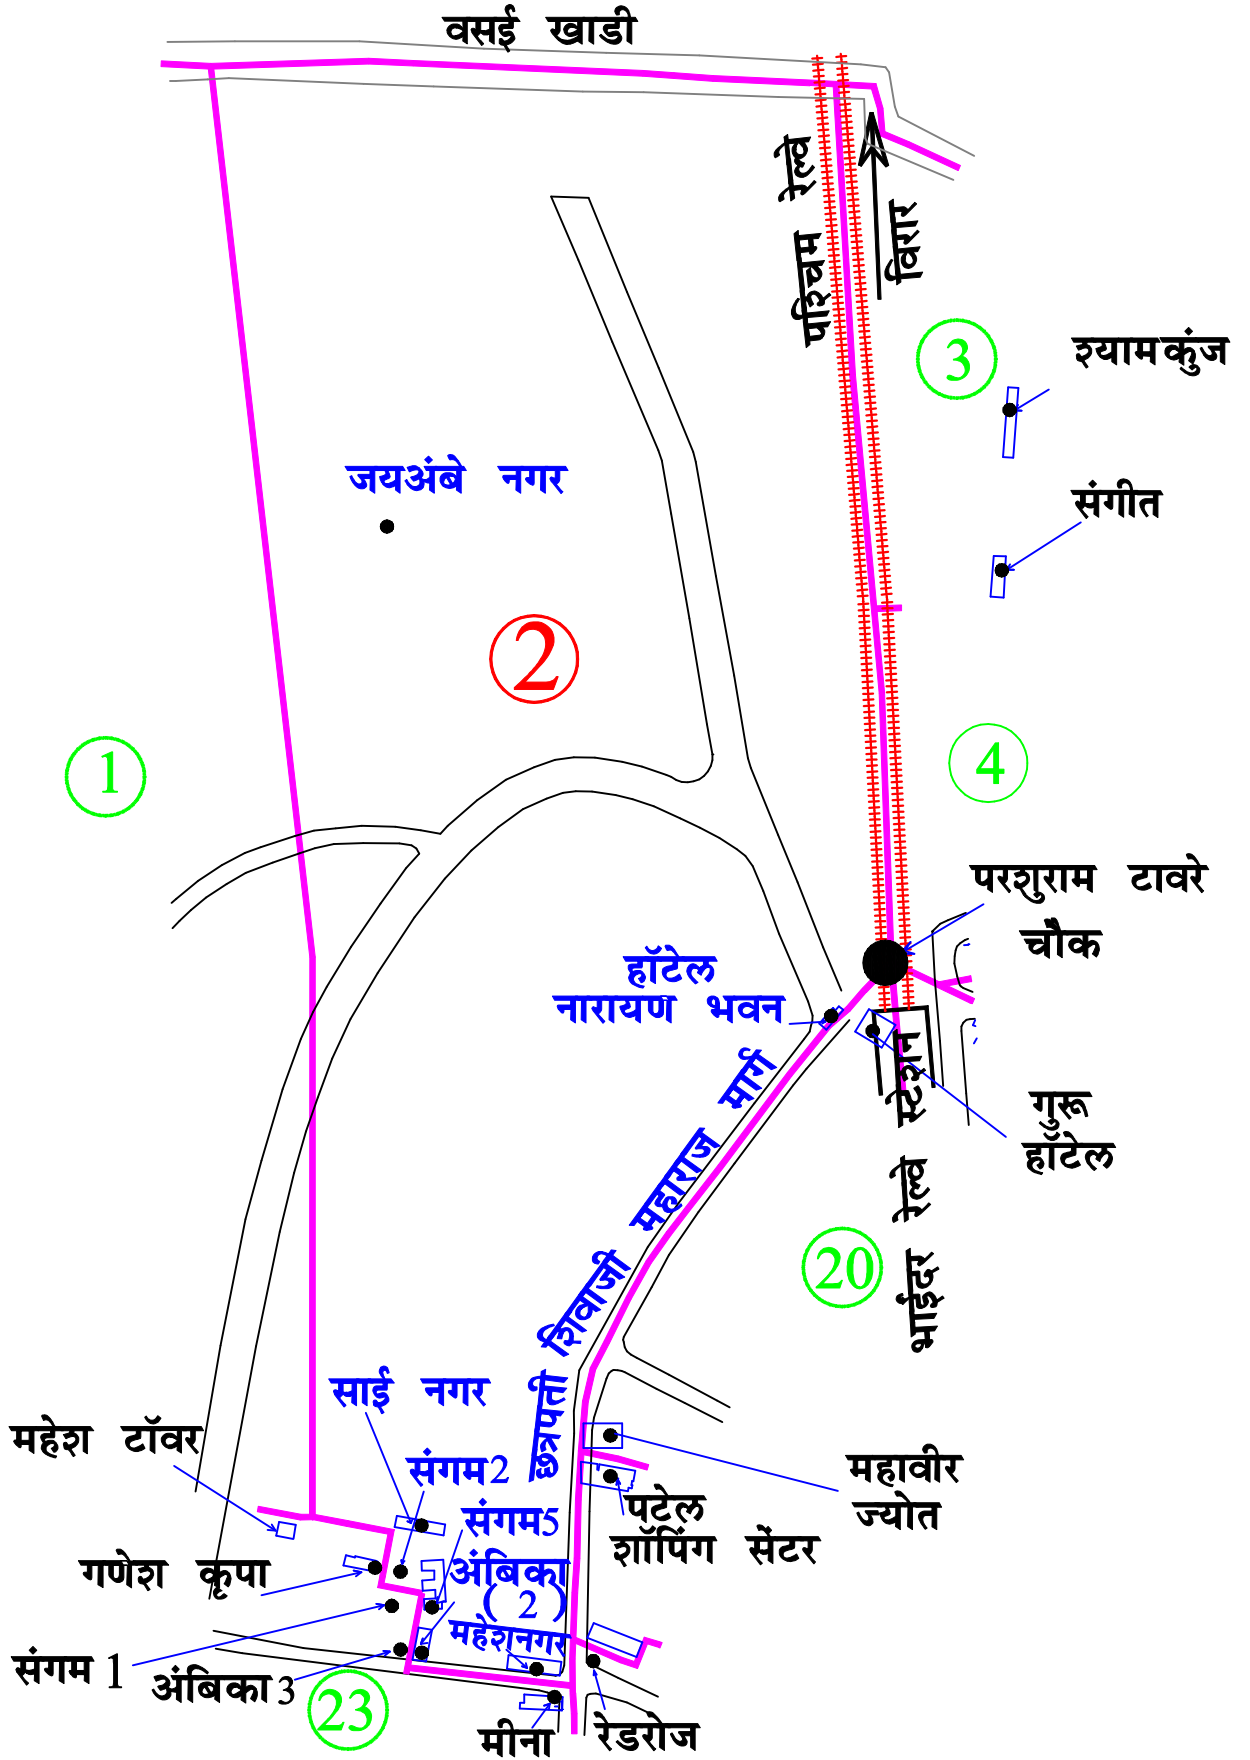 वसई खाडी
पश्चिम रेल्वे
विरार
3
श्यामकुंज
जयअंबे नगर
संगीत
2
1
4
परशुराम टावरे
चौक
हॉटेल
नारायण भवन
गुरू
हॉटेल
छत्रपती शिवाजी महाराज मार्ग
भाईंदर रेल्वे स्टेशन
20
साई नगर
महेश टॉवर
संगम2
महावीर
ज्योत
पटेल
शॉपिंग सेंटर
संगम5
गणेश कृपा
अंबिका
( 2 )
महेशनगर
संगम 1
अंबिका3
23
मीना
रेडरोज